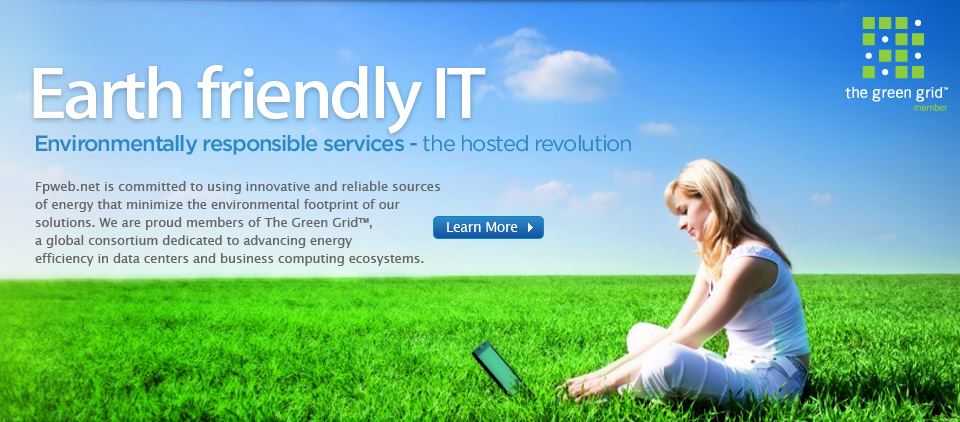 Earth friendly IT
Environmentally responsible services - the hosted revolution
Fpweb.net is committed to using innovative and reliable sources
of energy that minimize the environmental footprint of our
solutions. We are proud members of The Green Grid™,
a global consortium dedicated to advancing energy
efficiency in data centers and business computing ecosystems.
Learn More
the green grid™
member